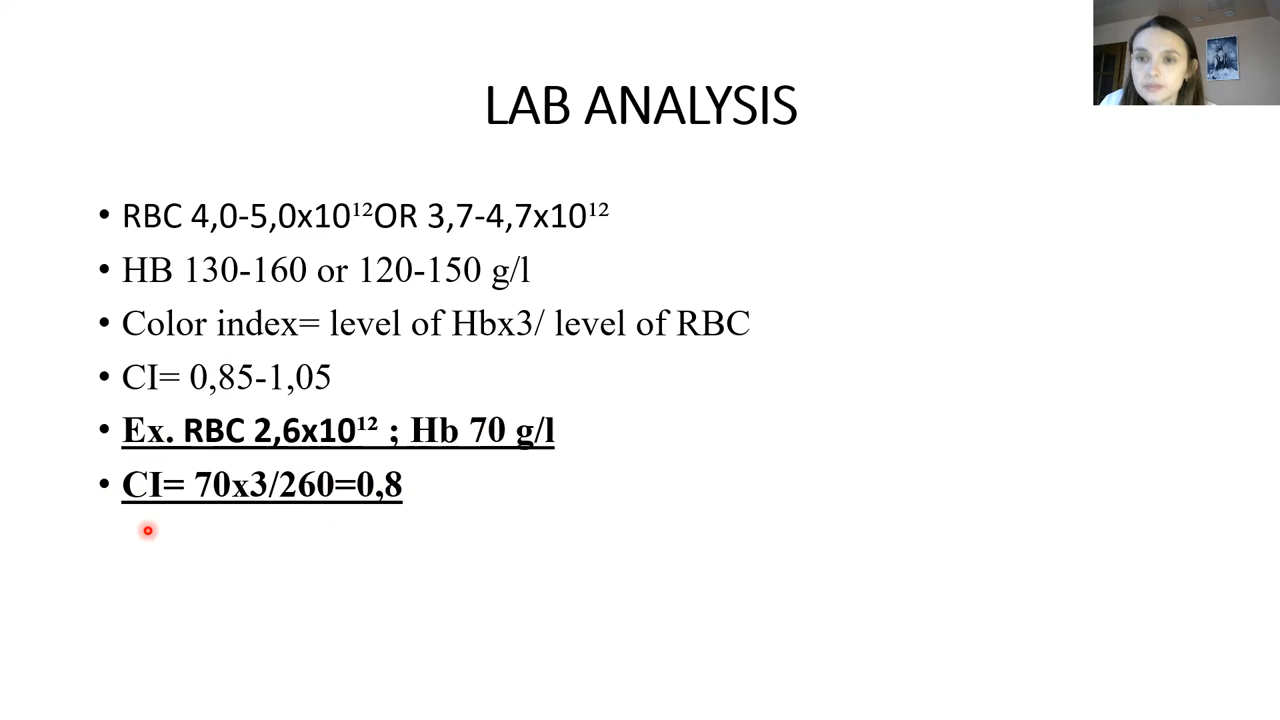 LAB ANALYSIS
• RBC 4,0-5,0x10¹²OR 3,7-4,7x10¹²
• HB 130-160 or 120-150 g/l
• Color index= level of Hbx3/ level of RBC
• CI= 0,85-1,05
• Ex. RBC 2,6x10¹² ; Hb 70 g/l
• CI= 70x3/260=0,8